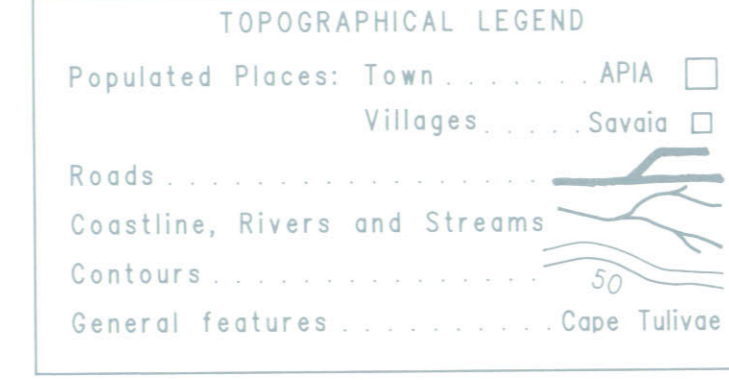 TOPOGRAPHICAL LEGEND
Populated Places: Town . . . . . . . APIA
Villages . . . . . Savaia
Roads . . . . . . . . . . . . . . . . . .
Coastline, Rivers and Streams
Contours . . . . . . . . . . . . . . . 50
General features . . . . . . . . . . Cape Tulivae